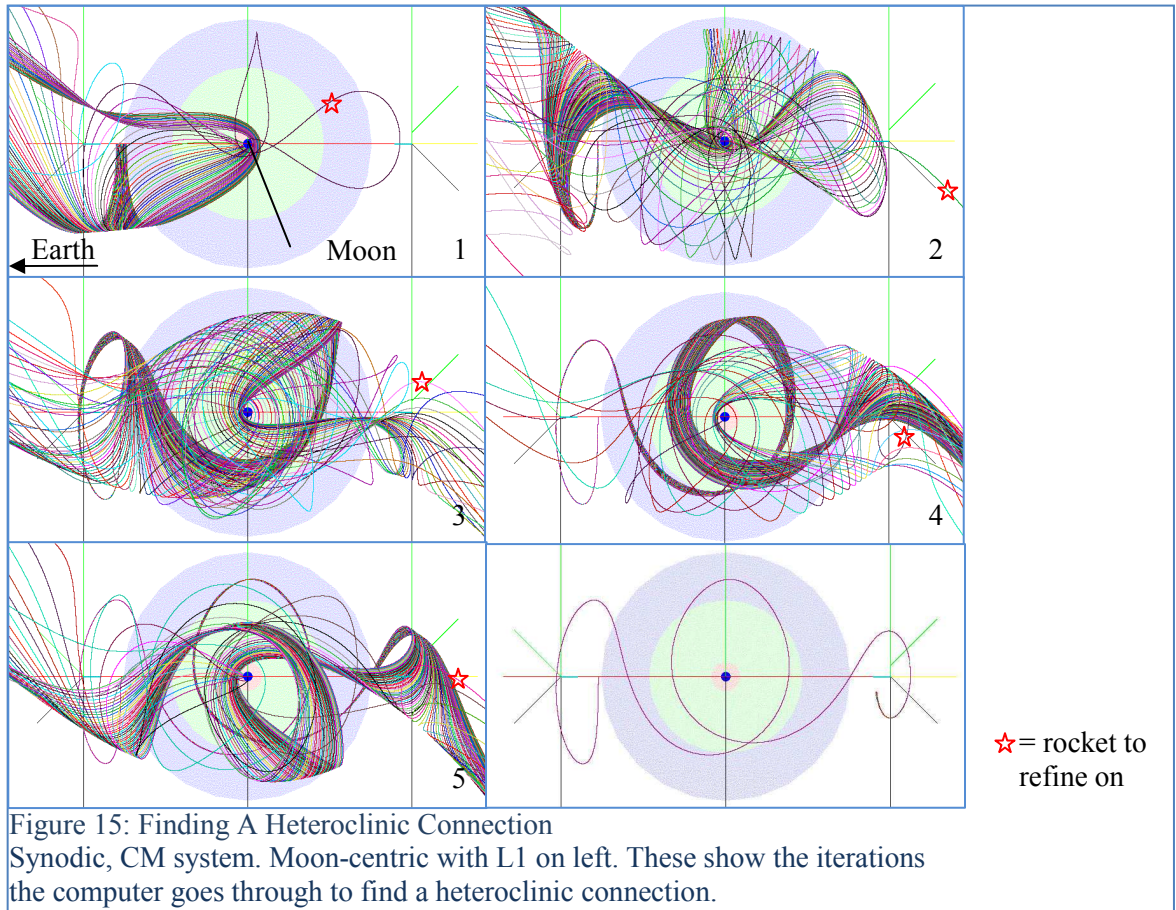 Earth
Moon
1
2
3
4
5
☆= rocket to
refine on
Figure 15: Finding A Heteroclinic Connection
Synodic, CM system. Moon-centric with L1 on left. These show the iterations
the computer goes through to find a heteroclinic connection.